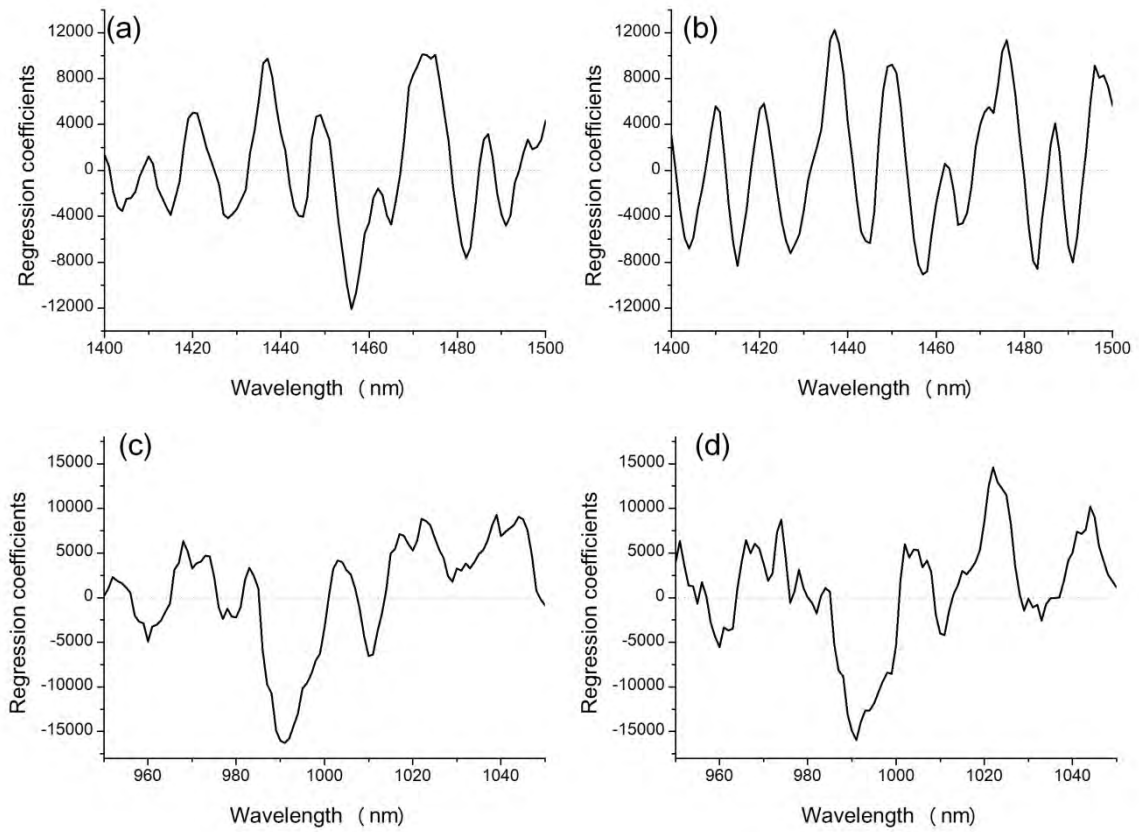 (a)
Regression coefficients
12000
8000
4000
0
-4000
-8000
-12000
1400 1420 1440 1460 1480 1500
Wavelength ( nm)
(b)
Regression coefficients
12000
8000
4000
0
-4000
-8000
-12000
1400 1420 1440 1460 1480 1500
Wavelength ( nm)
(c)
Regression coefficients
15000
10000
5000
0
-5000
-10000
-15000
960 980 1000 1020 1040
Wavelength ( nm)
(d)
Regression coefficients
15000
10000
5000
0
-5000
-10000
-15000
960 980 1000 1020 1040
Wavelength ( nm)